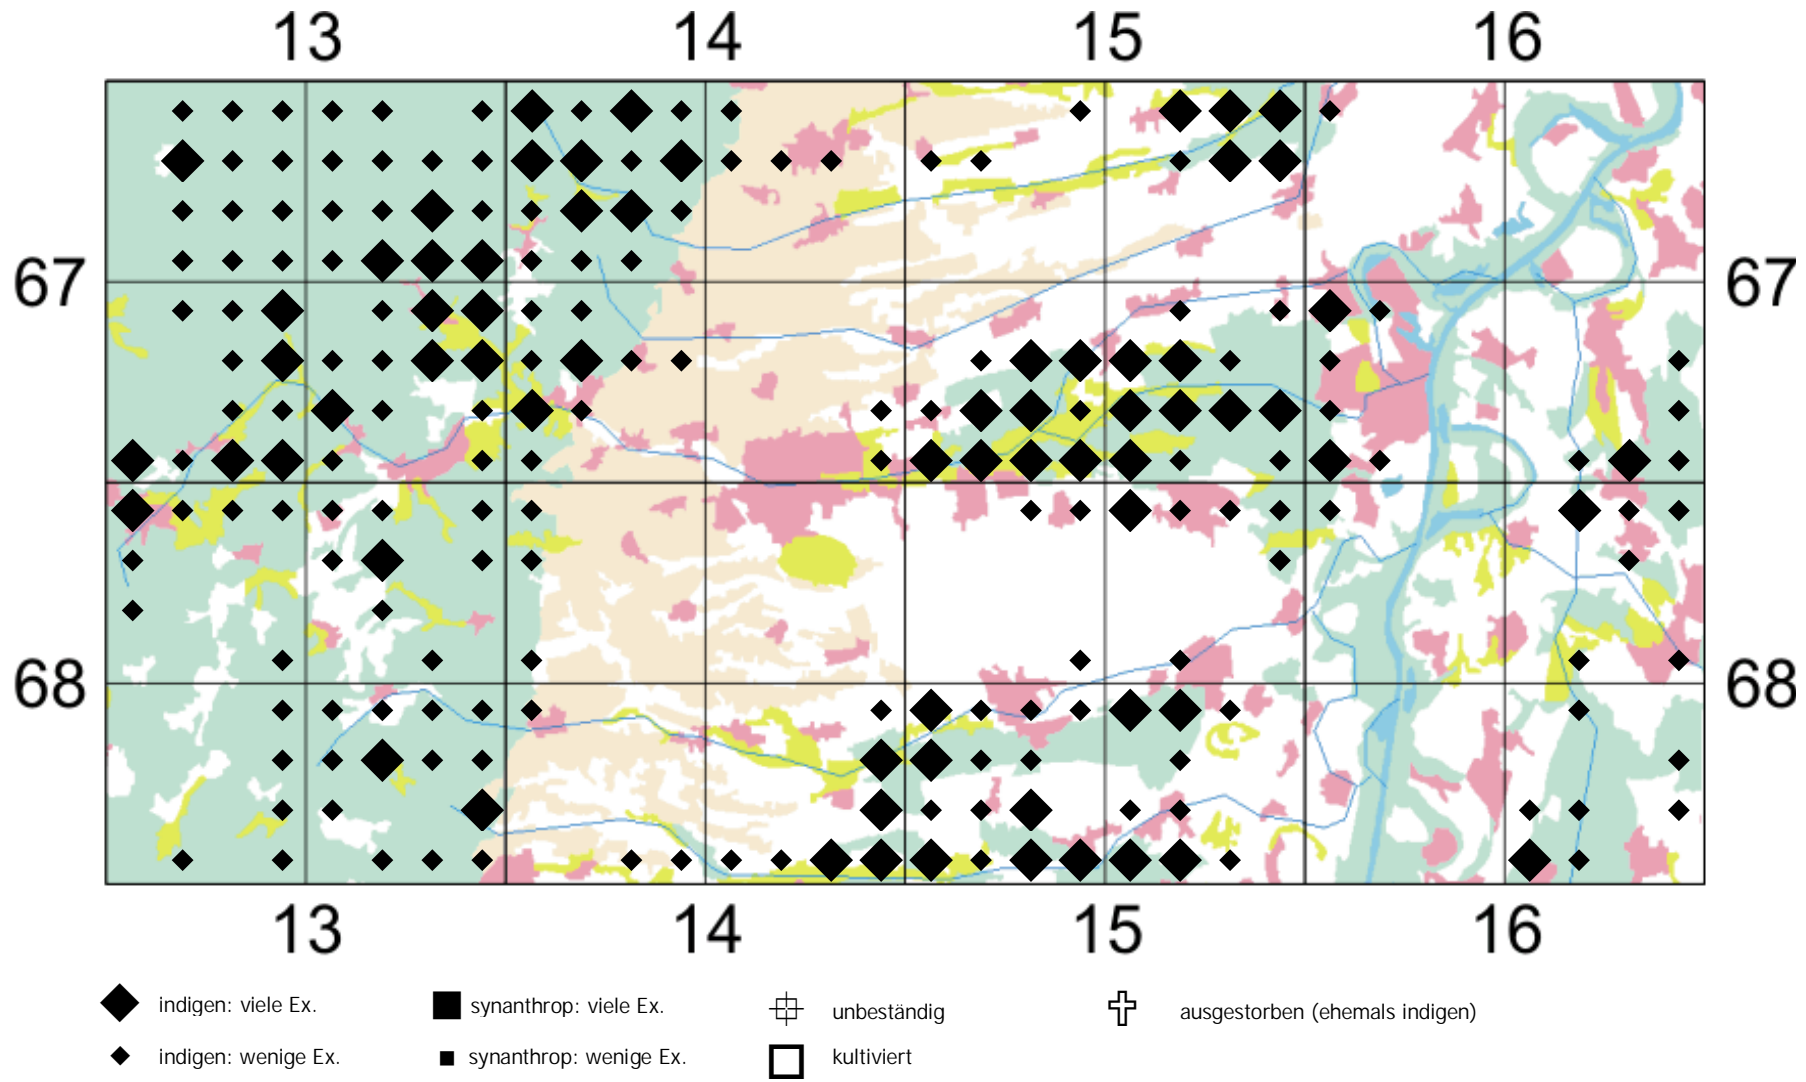 13 14 15 16
67 67
68 68
13 14 15 16
indigen: viele Ex. synanthrop: viele Ex. unbeständig ausgestorben (ehemals indigen)
indigen: wenige Ex. synanthrop: wenige Ex. kultiviert